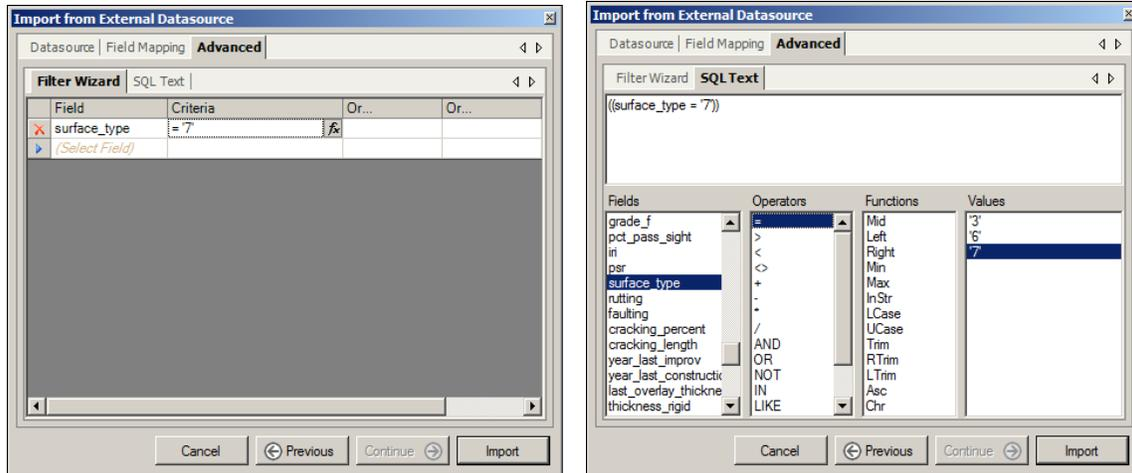 Import from External Datasource
Datasource Field Mapping Advanced
Filter Wizard SQL Text
Field Criteria Or... Or...
surface_type = '7' fx
(Select Field)
Cancel Previous Continue Import
Import from External Datasource
Datasource Field Mapping Advanced
Filter Wizard SQL Text
((surface_type = '7'))
Fields
grade_f
pct_pass_sight
iri
psr
surface_type
rutting
faulting
cracking_percent
cracking_length
year_last_improv
year_last_constructic
last_overlay_thickne
thickness_rigid
Operators
=
>
<
<>
+
-
*
/
AND
OR
NOT
IN
LIKE
Functions
Mid
Left
Right
Min
Max
InStr
LCase
UCase
Trim
RTrim
LTrim
Asc
Chr
Values
'3'
'6'
'7'
Cancel Previous Continue Import